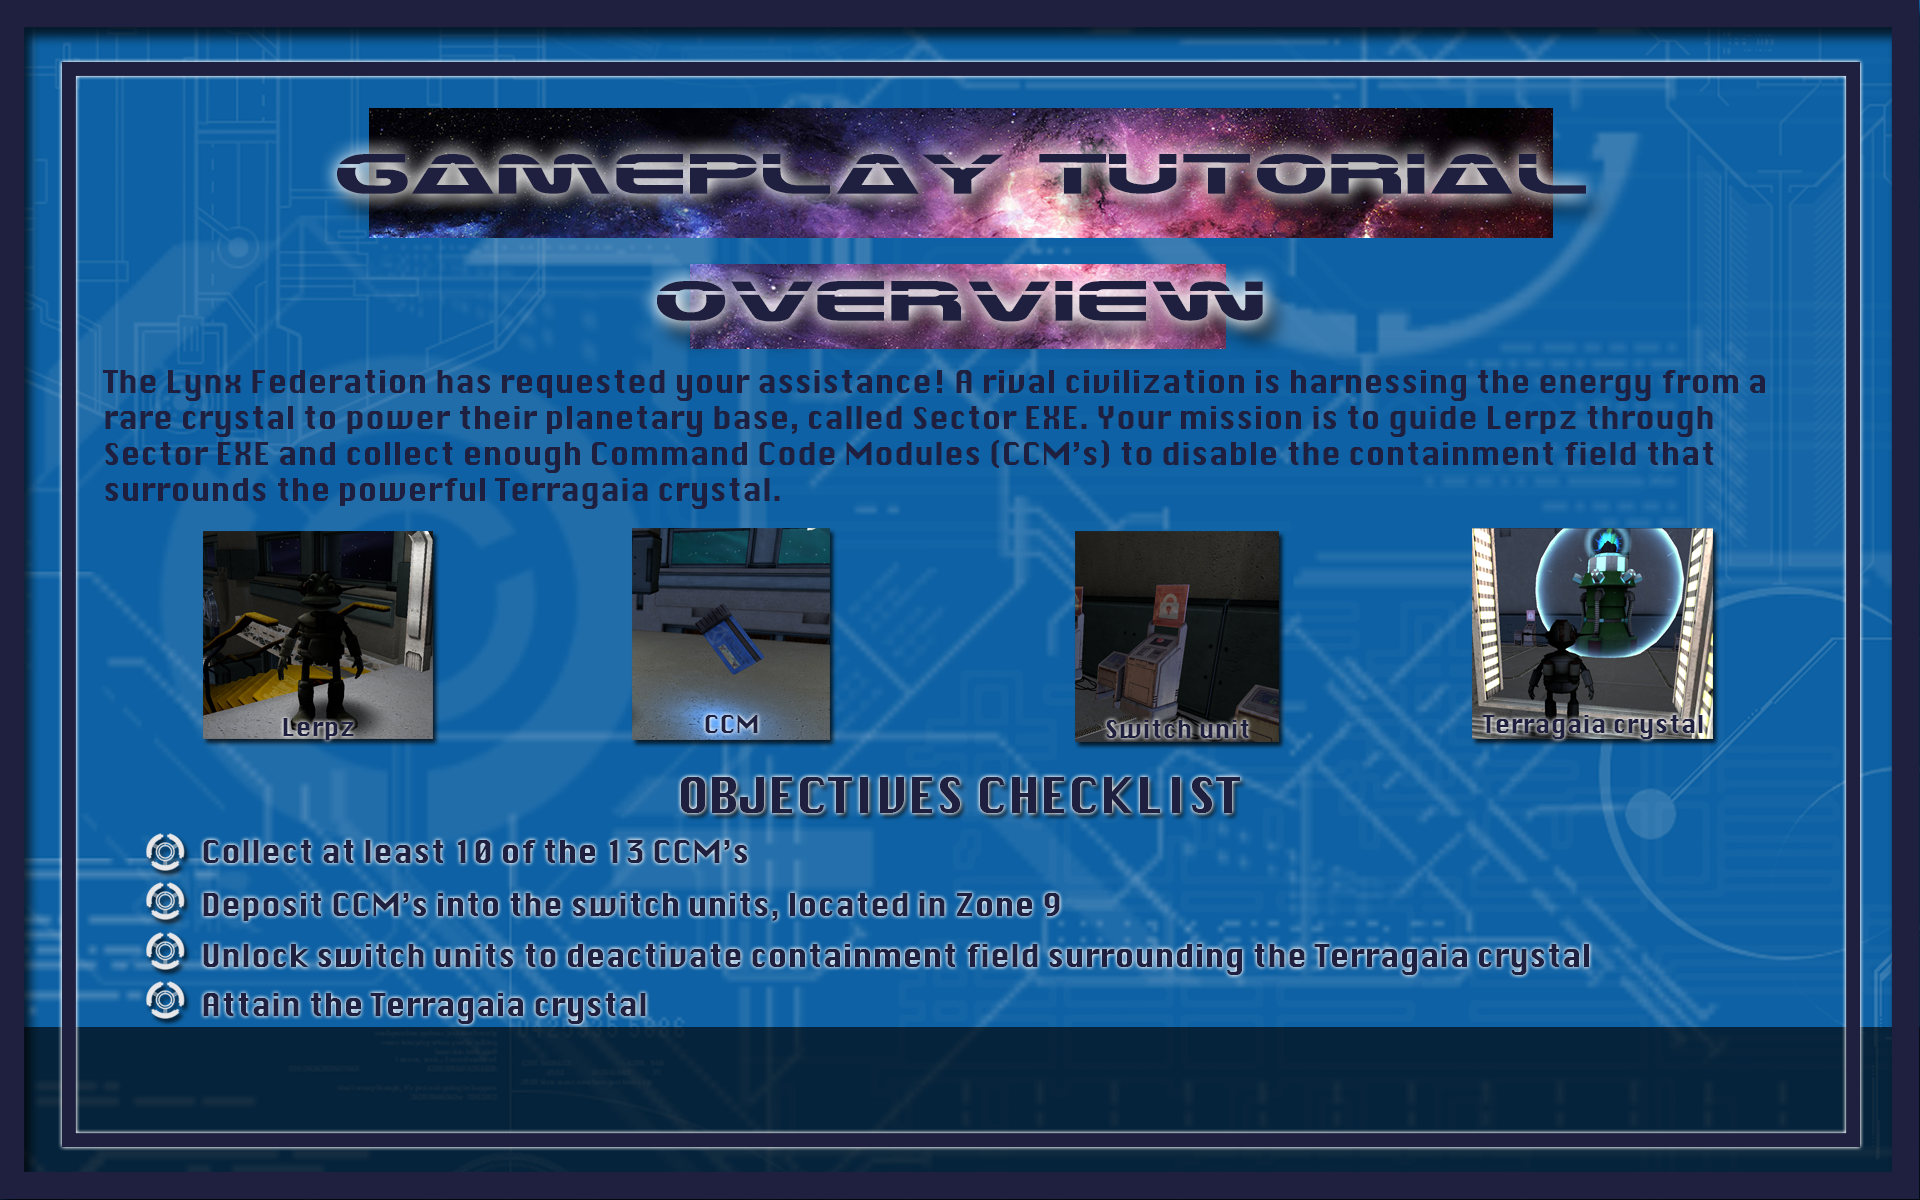 GAMEPLAY TUTORIAL
OVERVIEW
The Lynx Federation has requested your assistance! A rival civilization is harnessing the energy from a
rare crystal to power their planetary base, called Sector EXE. Your mission is to guide Lerpz through
Sector EXE and collect enough Command Code Modules (CCM's) to disable the containment field that
surrounds the powerful Terragaia crystal.
Lerpz
CCM
Switch unit
Terragaia crystal
OBJECTIVES CHECKLIST
Collect at least 10 of the 13 CCM's
Deposit CCM's into the switch units, located in Zone 9
Unlock switch units to deactivate containment field surrounding the Terragaia crystal
Attain the Terragaia crystal